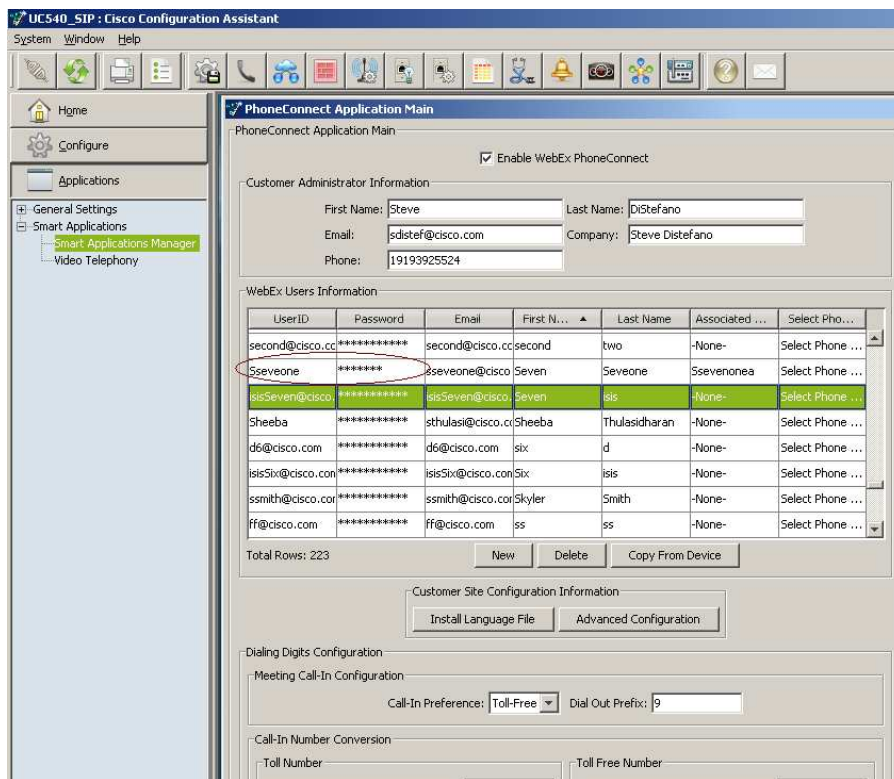 UC540_SIP : Cisco Configuration Assistant
System Window Help
Home
Configure
Applications
General Settings
Smart Applications
Smart Applications Manager
Video Telephony
PhoneConnect Application Main
PhoneConnect Application Main
Enable WebEx PhoneConnect
Customer Administrator Information
First Name: Steve Last Name: DiStefano
Email: sdistef@cisco.com Company: Steve Distefano
Phone: 19193925524
WebEx Users Information
UserID Password Email First N... Last Name Associated ... Select Pho...
second@cisco.cc ************ second@cisco.cc second two -None- Select Phone ...
Sseveone ******* sseveone@cisco Seven Seveone Ssevenonea Select Phone ...
isisSeven@cisco. ************ isisSeven@cisco. Seven isis -None- Select Phone ...
Sheeba ************ sthulasi@cisco.cc Sheeba Thulasidharan -None- Select Phone ...
d6@cisco.com ************ d6@cisco.com six d -None- Select Phone ...
isisSix@cisco.con ************ isisSix@cisco.con Six isis -None- Select Phone ...
ssmith@cisco.cor ************ ssmith@cisco.cor Skyler Smith -None- Select Phone ...
ff@cisco.com ************ ff@cisco.com ss ss -None- Select Phone ...
Total Rows: 223 New Delete Copy From Device
Customer Site Configuration Information
Install Language File Advanced Configuration
Dialing Digits Configuration
Meeting Call-In Configuration
Call-In Preference: Toll-Free Dial Out Prefix: 9
Call-In Number Conversion
Toll Number Toll Free Number